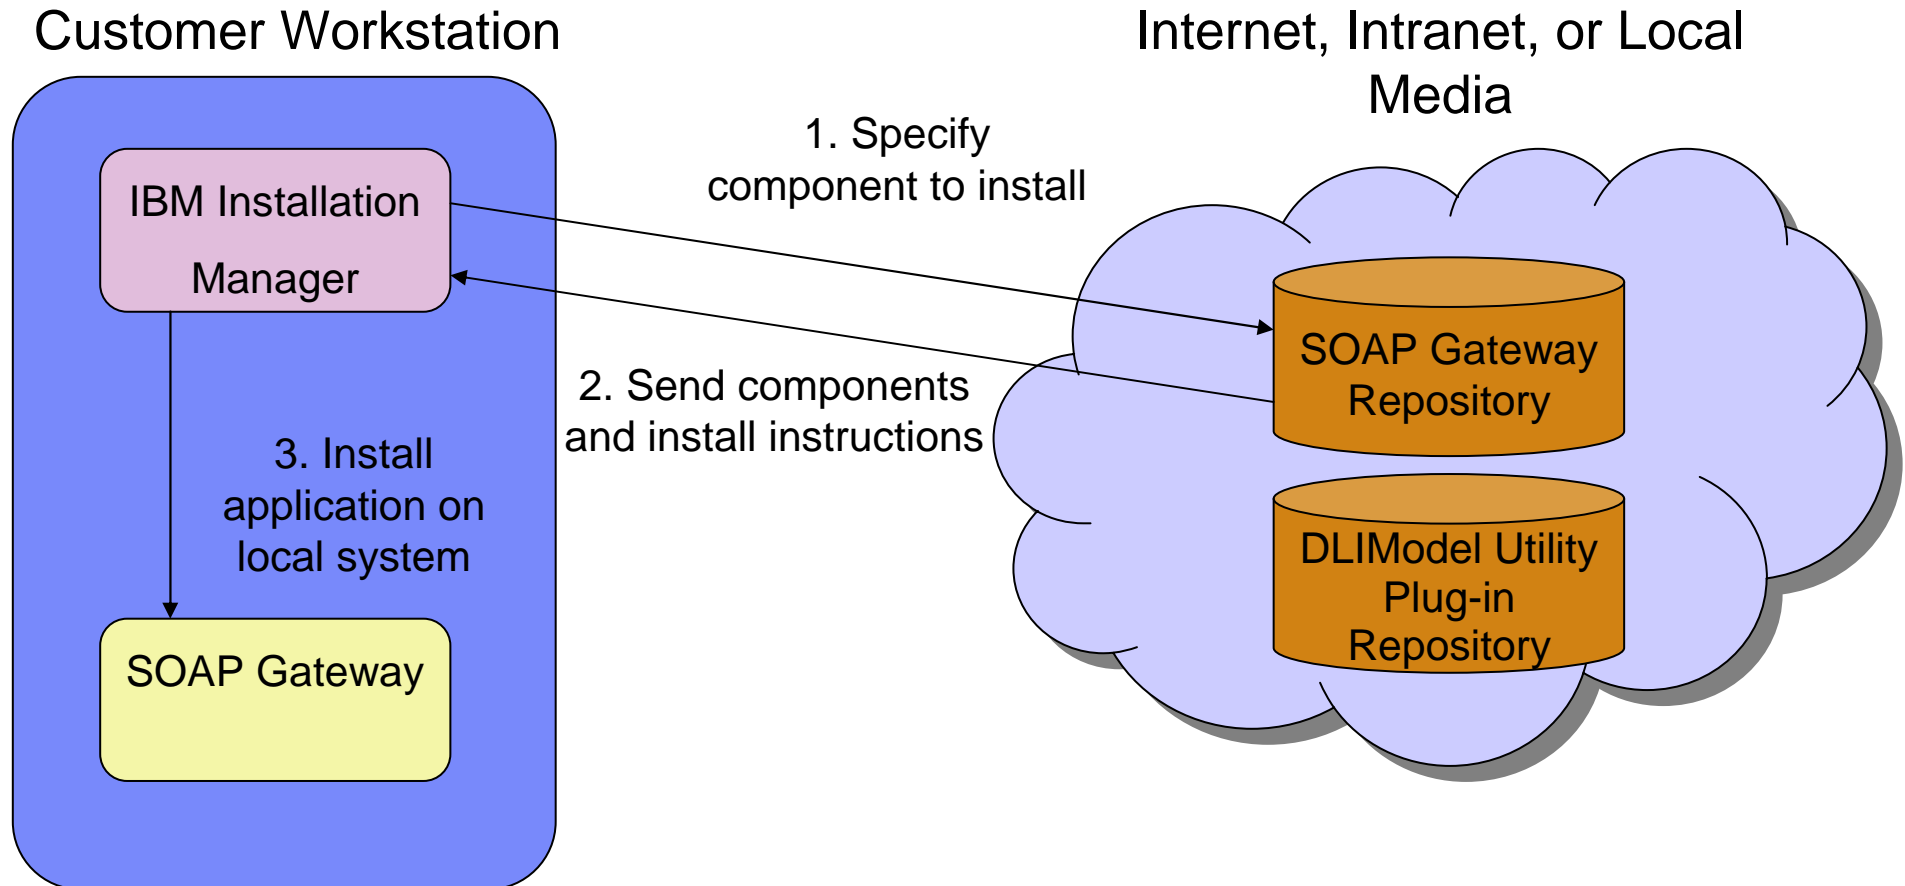 Customer Workstation
Internet, Intranet, or Local
Media
1. Specify
component to install
IBM Installation
Manager
SOAP Gateway
Repository
2. Send components
and install instructions
3. Install
application on
local system
DLIModel Utility
Plug-in
Repository
SOAP Gateway